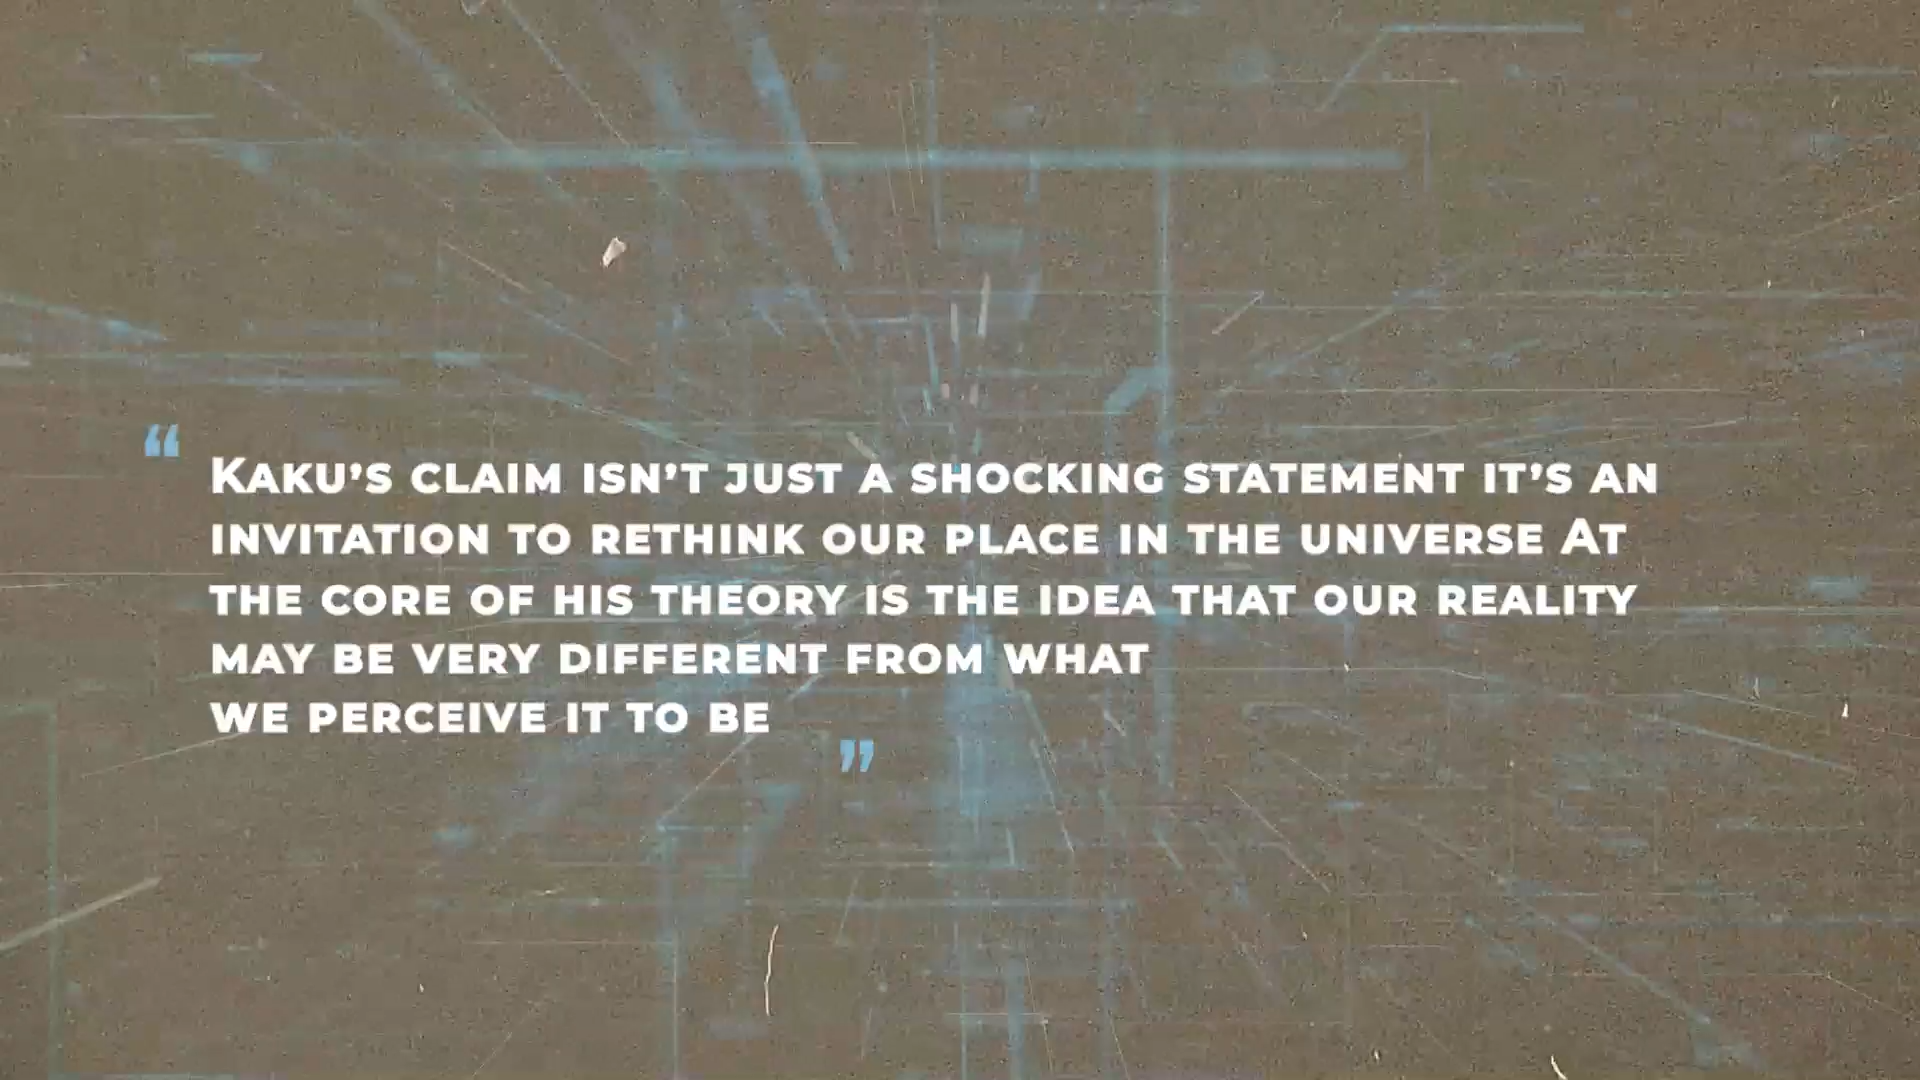 “KAKU’S CLAIM ISN’T JUST A SHOCKING STATEMENT IT’S AN
INVITATION TO RETHINK OUR PLACE IN THE UNIVERSE AT
THE CORE OF HIS THEORY IS THE IDEA THAT OUR REALITY
MAY BE VERY DIFFERENT FROM WHAT
WE PERCEIVE IT TO BE”